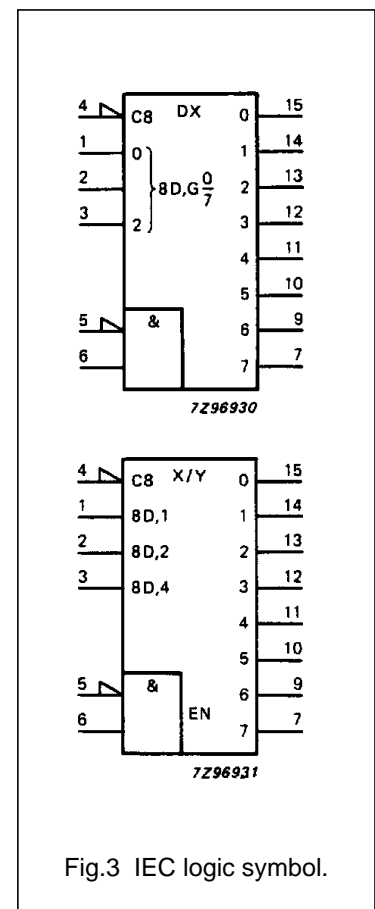 4 C8 DX 0 15
1 0 1 14
2 8D,G 0/7 2 13
3 2 3 12
4 11
5 10
5 & 6 9
6 7 7
7Z96930
4 C8 X/Y 0 15
1 8D,1 1 14
2 8D,2 2 13
3 8D,4 3 12
4 11
5 10
5 & 6 9
6 EN 7 7
7Z96931
Fig.3 IEC logic symbol.